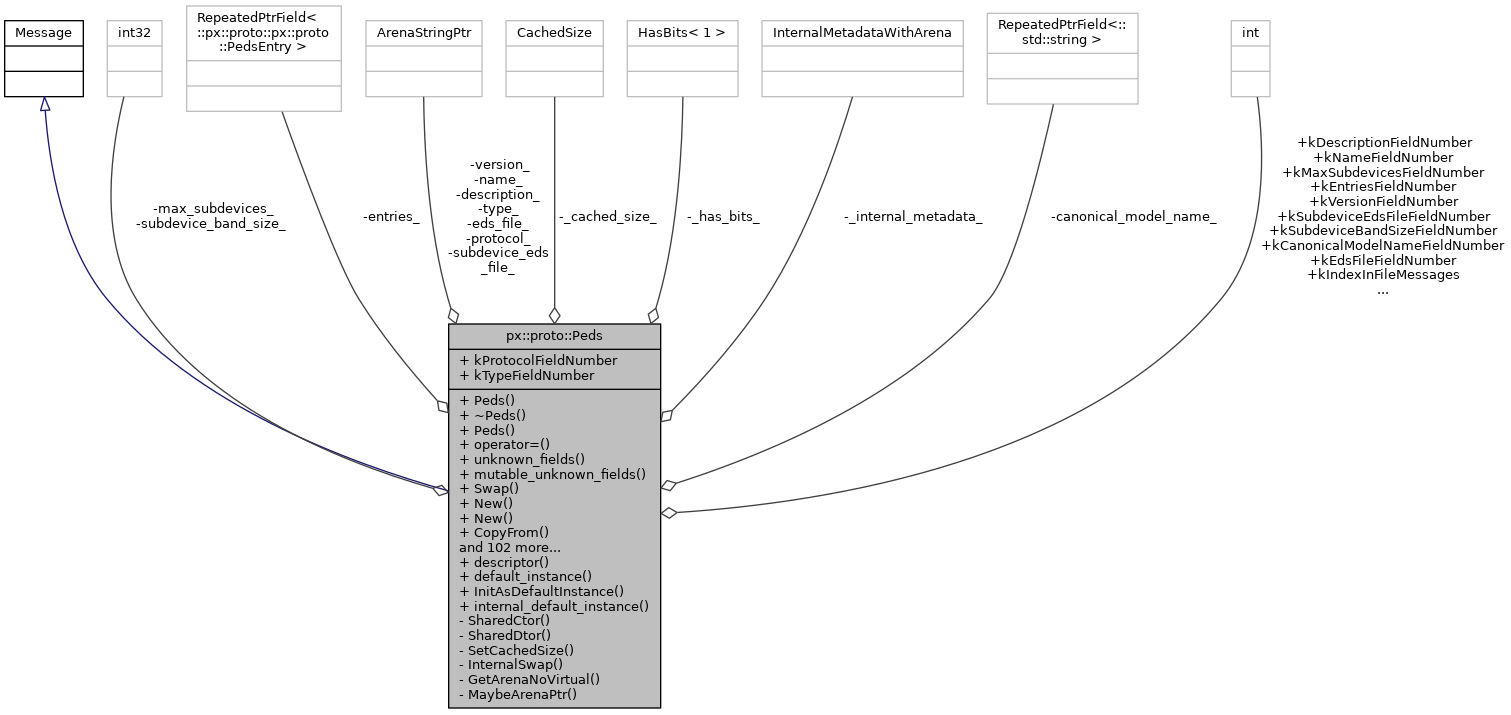 Message
int32
RepeatedPtrField<
::px::proto::px::proto
::PedsEntry >
ArenaStringPtr
CachedSize
HasBits< 1 >
InternalMetadataWithArena
RepeatedPtrField<::
std::string >
int
-max_subdevices_
-subdevice_band_size_
-entries_
-version_
-name_
-description_
-type_
-eds_file_
-protocol_
-subdevice_eds
_file_
-_cached_size_
-_has_bits_
-_internal_metadata_
-canonical_model_name_
+kDescriptionFieldNumber
+kNameFieldNumber
+kMaxSubdevicesFieldNumber
+kEntriesFieldNumber
+kVersionFieldNumber
+kSubdeviceEdsFileFieldNumber
+kSubdeviceBandSizeFieldNumber
+kCanonicalModelNameFieldNumber
+kEdsFileFieldNumber
+kIndexInFileMessages
...
px::proto::Peds
+ kProtocolFieldNumber
+ kTypeFieldNumber
+ Peds()
+ ~Peds()
+ Peds()
+ operator=()
+ unknown_fields()
+ mutable_unknown_fields()
+ Swap()
+ New()
+ New()
+ CopyFrom()
and 102 more...
+ descriptor()
+ default_instance()
+ InitAsDefaultInstance()
+ internal_default_instance()
- SharedCtor()
- SharedDtor()
- SetCachedSize()
- InternalSwap()
- GetArenaNoVirtual()
- MaybeArenaPtr()